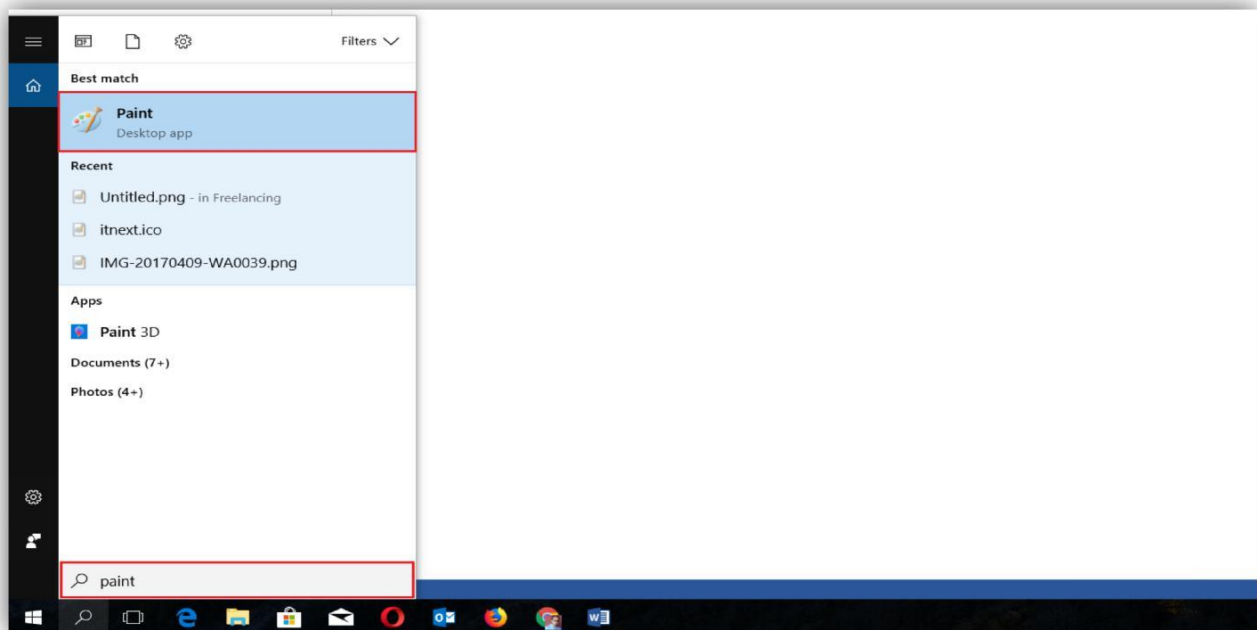 Filters
Best match
Paint
Desktop app
Recent
Untitled.png - in Freelancing
itnext.ico
IMG-20170409-WA0039.png
Apps
Paint 3D
Documents (7+)
Photos (4+)
paint